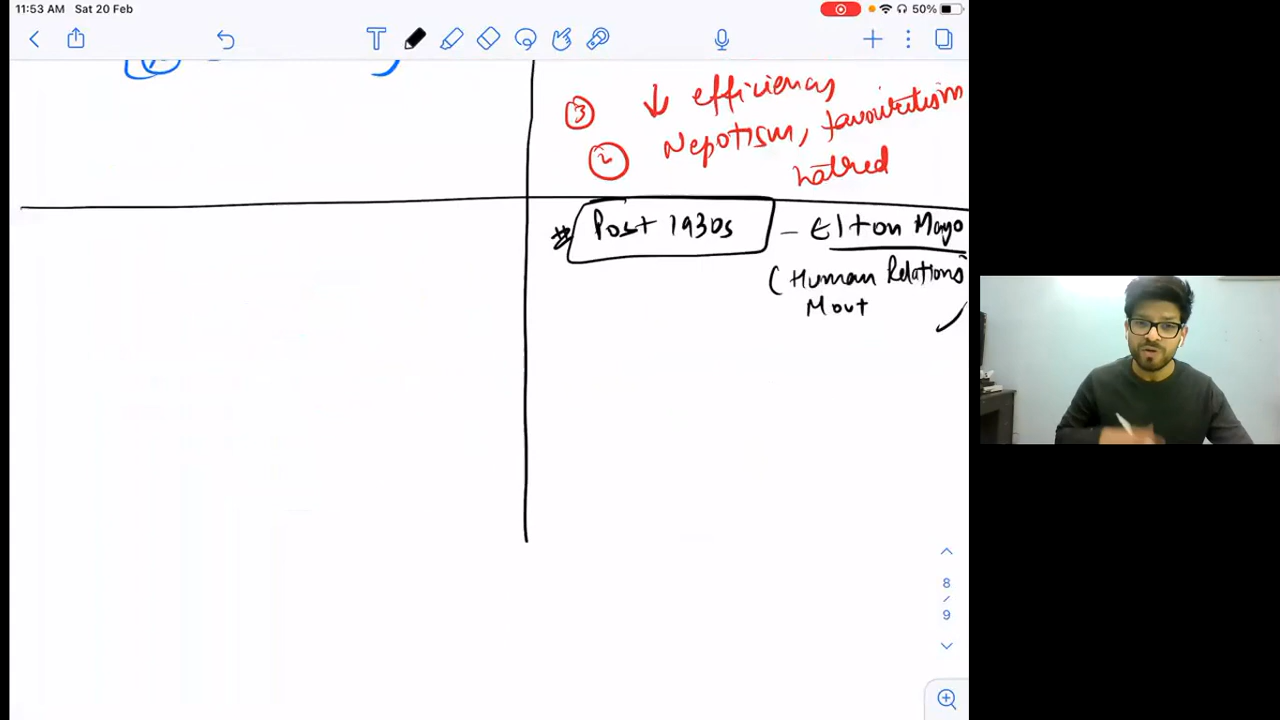 11:53 AM Sat 20 Feb
50%
T
③ ↓ efficiency
② Nepotism, favouritism
hatred
# Post 1930s - Elton Mayo
(Human Relations
Movt
8
/
9